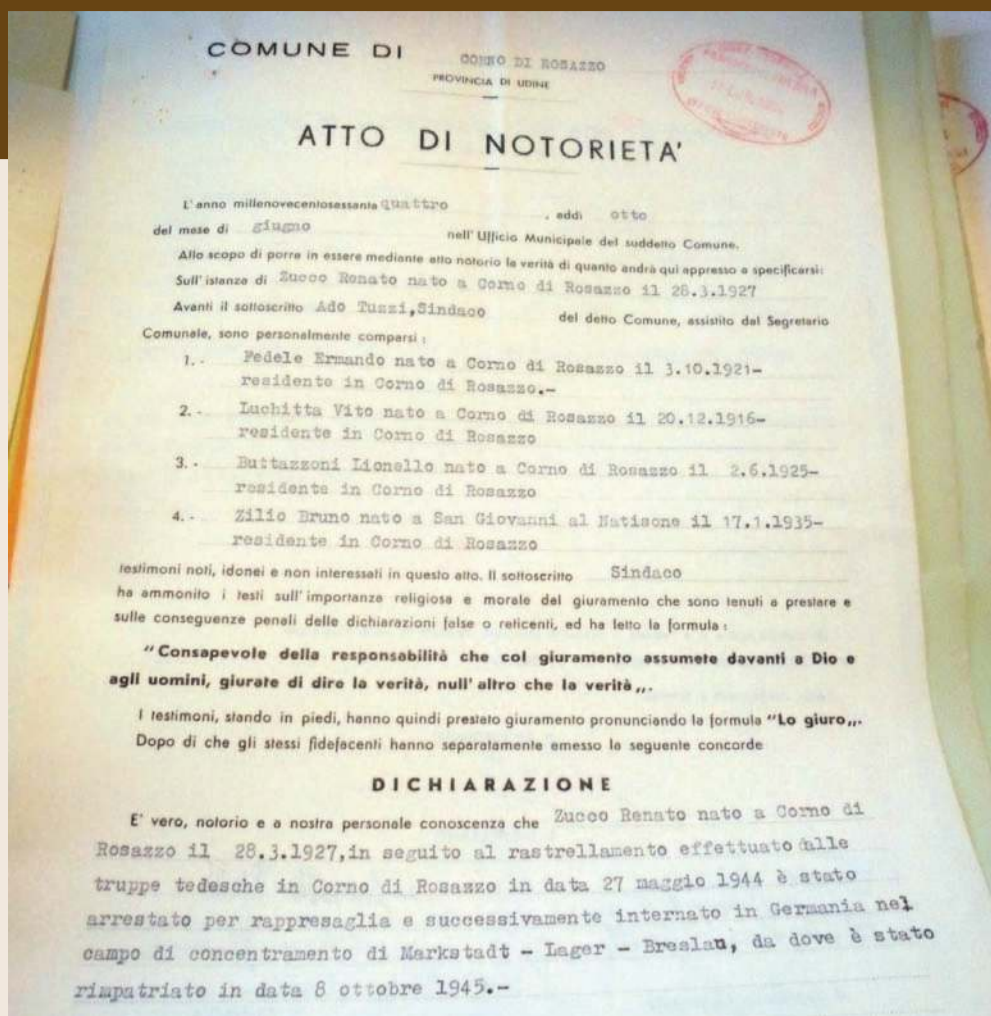 COMUNE DI CORNO DI ROSAZZO
PROVINCIA DI UDINE
ATTO DI NOTORIETA'
L'anno millenovecentosessanta quattro , addì otto
del mese di giugno nell'Ufficio Municipale del suddetto Comune.
Allo scopo di porre in essere mediante atto notorio la verità di quanto andrà qui appresso a specificarsi:
Sull'istanza di Zucco Renato nato a Corno di Rosazzo il 28.3.1927
Avanti il sottoscritto Ado Tuzzi,Sindaco del detto Comune, assistito dal Segretario
Comunale, sono personalmente comparsi :
1. - Fedele Ermando nato a Corno di Rosazzo il 3.10.1921-
residente in Corno di Rosazzo.-
2. - Luchitta Vito nato a Corno di Rosazzo il 20.12.1916-
residente in Corno di Rosazzo
3. - Buttazzoni Lionello nato a Corno di Rosazzo il 2.6.1925-
residente in Corno di Rosazzo
4. - Zilio Bruno nato a San Giovanni al Natisone il 17.1.1935-
residente in Corno di Rosazzo
testimoni noti, idonei e non interessati in questo atto. Il sottoscritto Sindaco
ha ammonito i testi sull'importanza religiosa e morale del giuramento che sono tenuti a prestare e
sulle conseguenze penali delle dichiarazioni false o reticenti, ed ha letto la formula :
"Consapevole della responsabilità che col giuramento assumete davanti a Dio e
agli uomini, giurate di dire la verità, null'altro che la verità„.
I testimoni, stando in piedi, hanno quindi prestato giuramento pronunciando la formula "Lo giuro„.
Dopo di che gli stessi fidefacenti hanno separatamente emesso la seguente concorde
DICHIARAZIONE
E' vero, notorio e a nostra personale conoscenza che Zucco Renato nato a Corno di
Rosazzo il 28.3.1927,in seguito al rastrellamento effettuato dalle
truppe tedesche in Corno di Rosazzo in data 27 maggio 1944 è stato
arrestato per rappresaglia e successivamente internato in Germania nel
campo di concentramento di Markstadt - Lager - Breslau, da dove è stato
rimpatriato in data 8 ottobre 1945.-